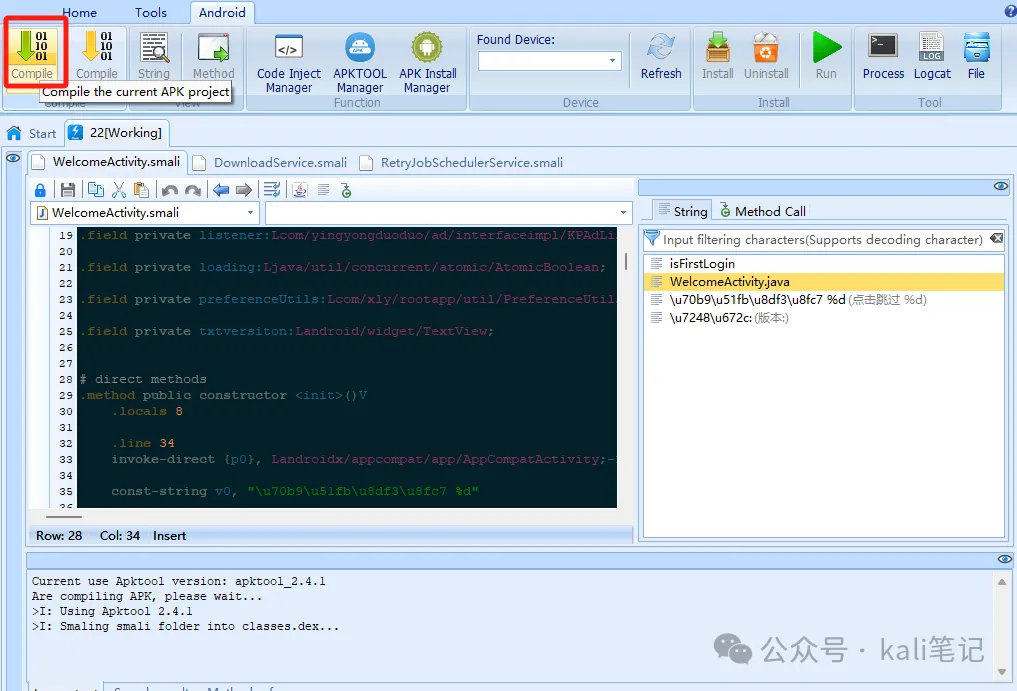 Home Tools Android
Compile Compile String Method
Code Inject Manager APKTOOL Manager APK Install Manager
Found Device:
Refresh Install Uninstall Run Process Logcat File
Compile the current APK project
View Function Device Install Tool
Start 22[Working]
WelcomeActivity.smali DownloadService.smali RetryJobSchedulerService.smali
WelcomeActivity.smali
19 .field private listener:Lcom/yingyongduoduo/ad/interfaceimpl/KPAdLi
20
21 .field private loading:Ljava/util/concurrent/atomic/AtomicBoolean;
22
23 .field private preferenceUtils:Lcom/xly/rootapp/util/PreferenceUtil
24
25 .field private txtversiton:Landroid/widget/TextView;
26
27
28 # direct methods
29 .method public constructor <init>()V
30 .locals 8
31
32 .line 34
33 invoke-direct {p0}, Landroidx/appcompat/app/AppCompatActivity;-
34
35 const-string v0, "\u70b9\u51fb\u8df3\u8fc7 %d"
36
Row: 28 Col: 34 Insert
String Method Call
Input filtering characters(Supports decoding character)
isFirstLogin
WelcomeActivity.java
\u70b9\u51fb\u8df3\u8fc7 %d (点击跳过 %d)
\u7248\u672c: (版本:)
Current use Apktool version: apktool_2.4.1
Are compiling APK, please wait...
>I: Using Apktool 2.4.1
>I: Smaling smali folder into classes.dex...
公众号 · kali笔记